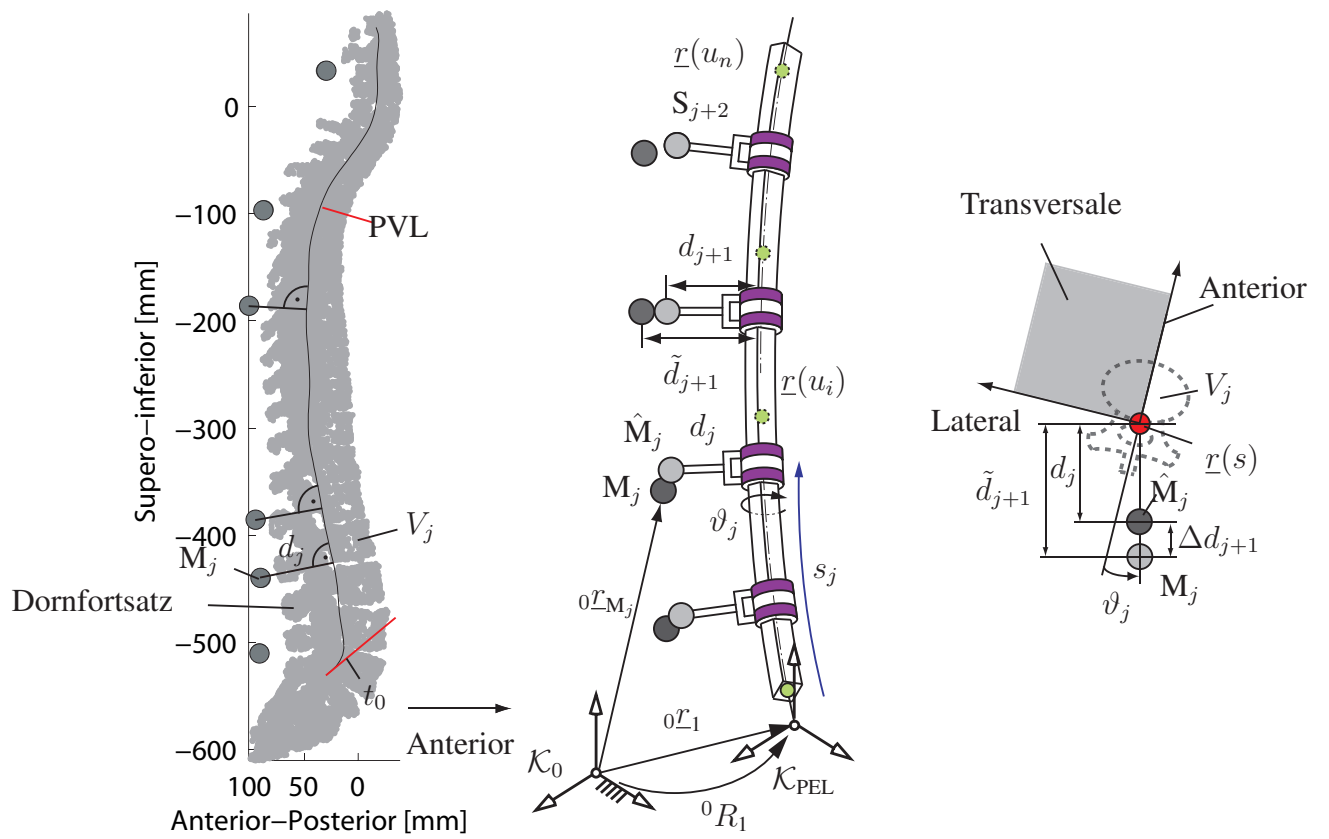 0
−100
−200
−300
−400
−500
−600
100 50 0
Supero−inferior [mm]
Anterior−Posterior [mm]
PVL
V_j
d_j
M_j
Dornfortsatz
t_0
Anterior
r(u_n)
S_{j+2}
d_{j+1}
d̃_{j+1}
r(u_i)
M̂_j
d_j
M_j
ϑ_j
s_j
₀r_{M_j}
₀r_1
K_0
K_PEL
⁰R_1
Transversale
Anterior
V_j
Lateral
r(s)
d_j
d̃_{j+1}
M̂_j
Δd_{j+1}
M_j
ϑ_j